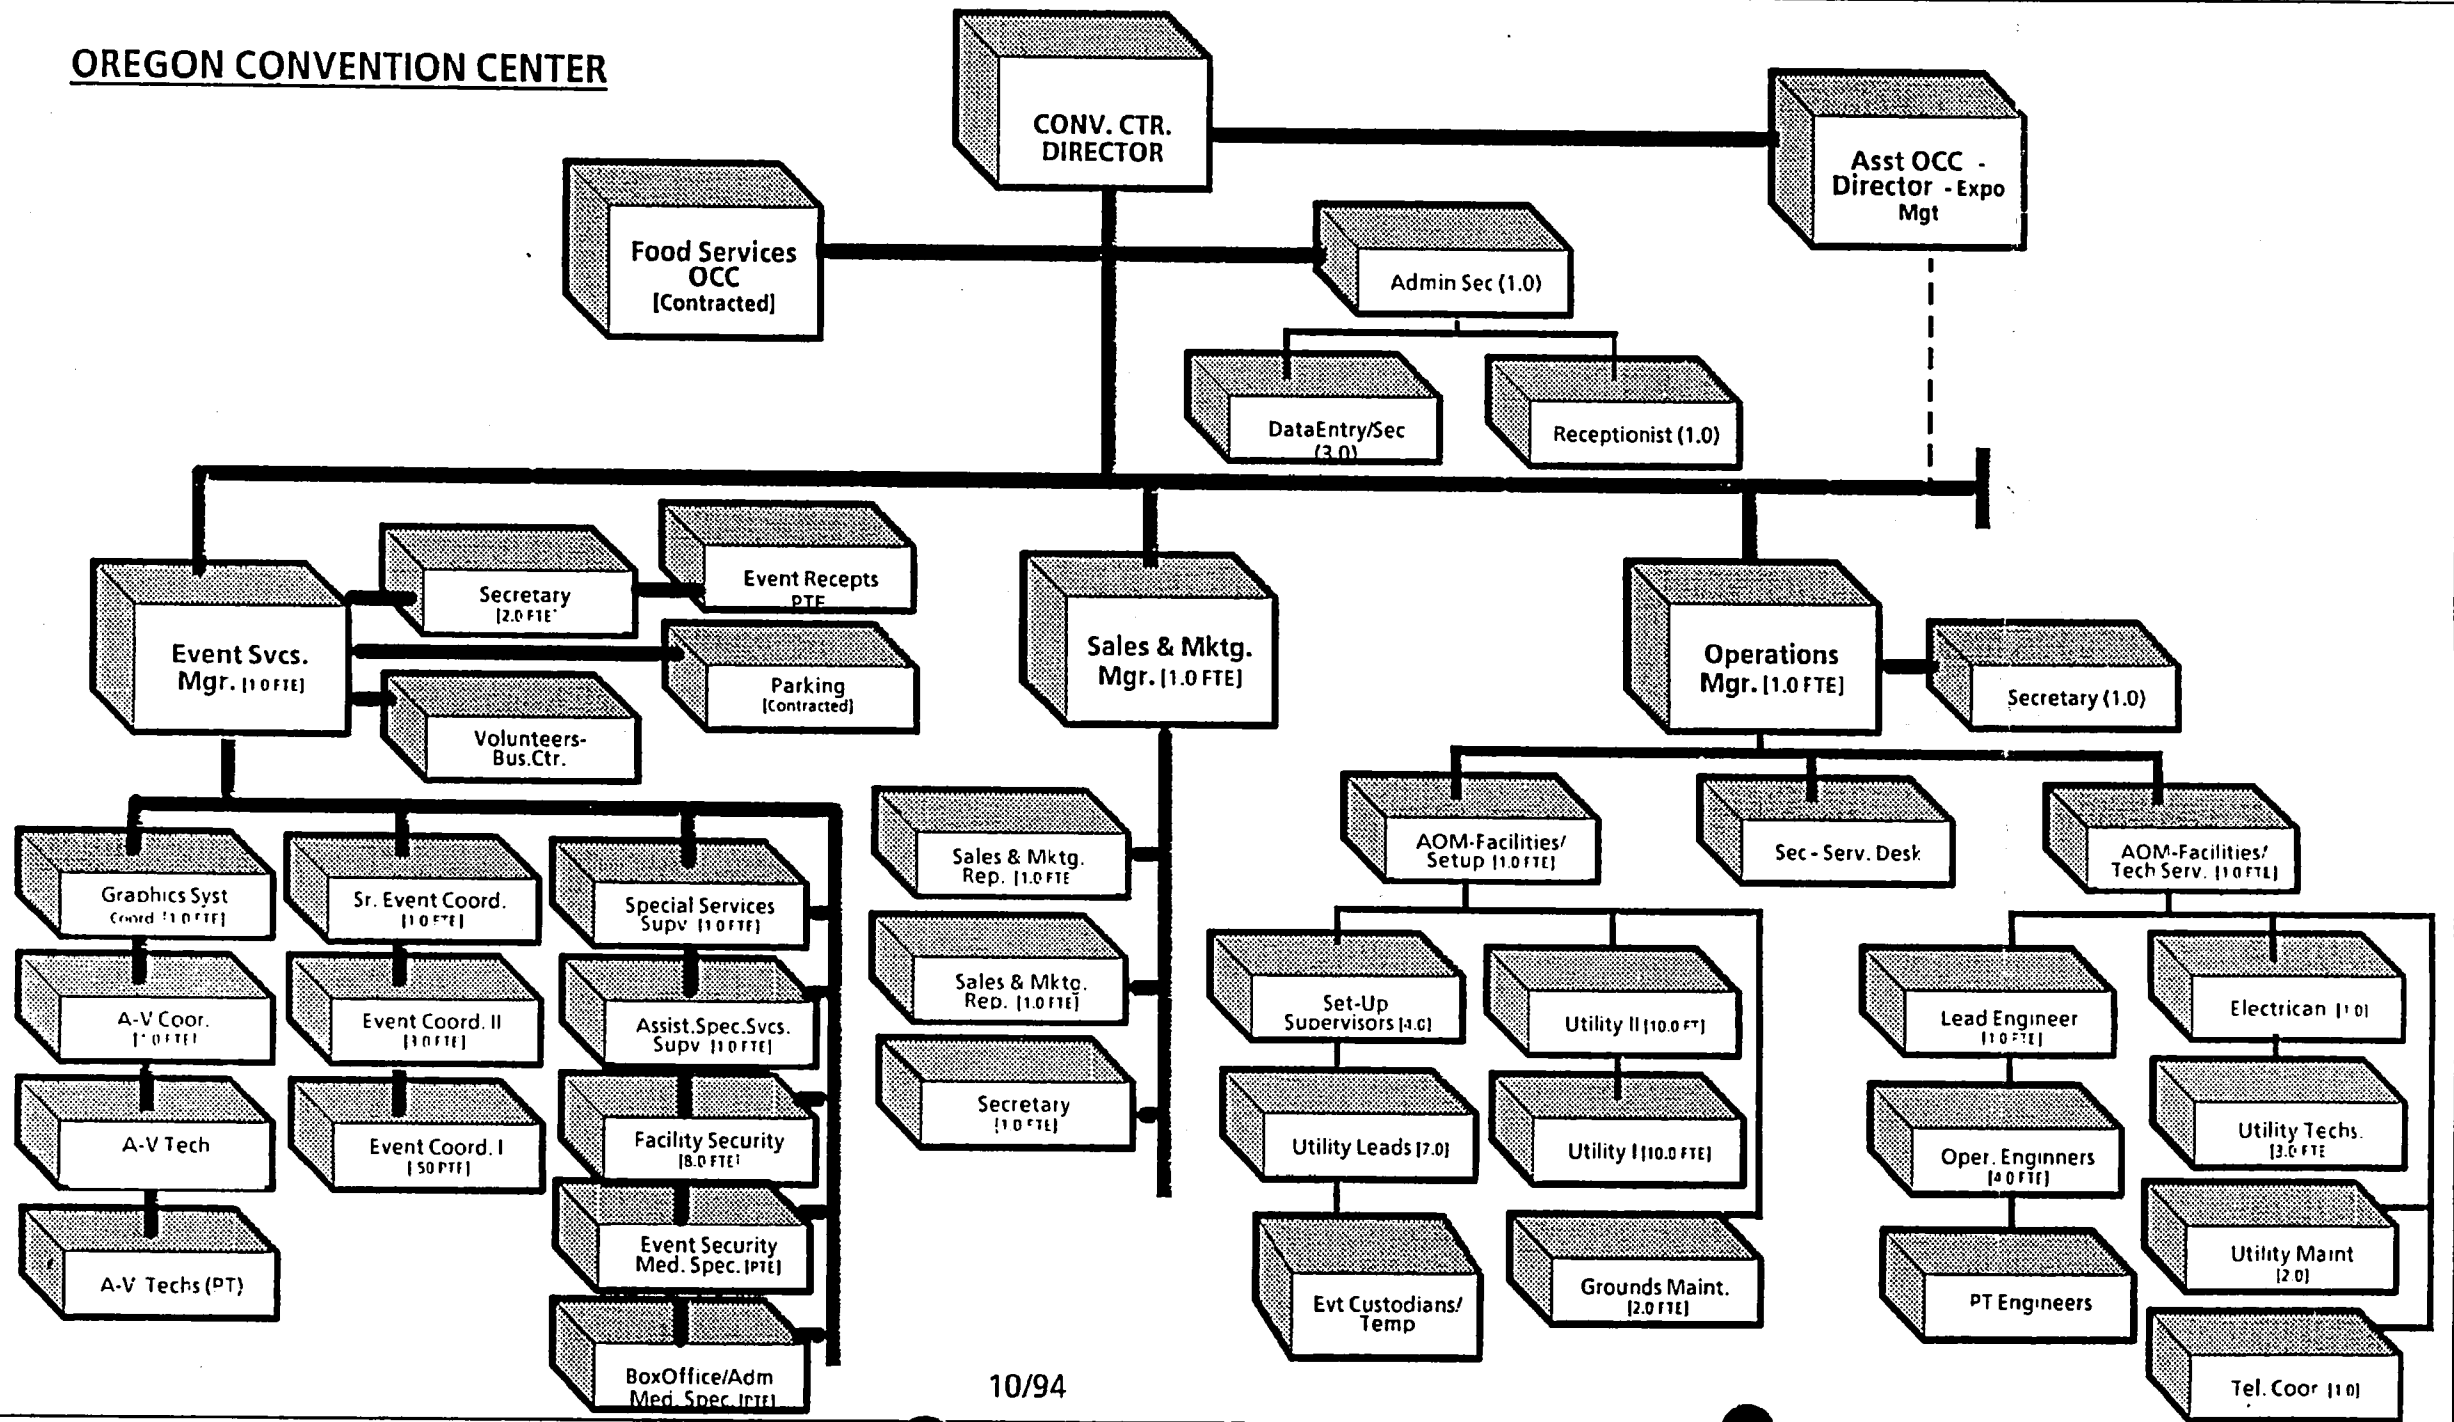 OREGON CONVENTION CENTER
CONV. CTR.
DIRECTOR
Asst OCC -
Director - Expo
Mgt
Food Services
OCC
[Contracted]
Admin Sec (1.0)
DataEntry/Sec
(3.0)
Receptionist (1.0)
Event Svcs.
Mgr. [1 0 FTE]
Secretary
[2.0 FTE
Event Recepts
PTE
Parking
[Contracted]
Volunteers-
Bus.Ctr.
Sales & Mktg.
Mgr. [1.0 FTE]
Operations
Mgr. [1.0 FTE]
Secretary (1.0)
Graphics Syst
Coord [1 0 FTE]
A-V Coor.
A-V Tech
A-V Techs (PT)
Sr. Event Coord.
[1 0 FTE]
Event Coord. II
[3 0 FTE]
Event Coord. I
[ 50 PTE]
Special Services
Supv [1 0 FTE]
Assist.Spec.Svcs.
Supv [1 0 FTE]
Facility Security
[8.0 FTE]
Event Security
Med. Spec. [PTE]
BoxOffice/Adm
Med. Spec. [PTE]
Sales & Mktg.
Rep. [1.0 FTE
Sales & Mktg.
Rep. [1.0 FTE]
Secretary
[1 0 FTE]
AOM-Facilities/
Setup [1.0 FTE]
Sec - Serv. Desk
AOM-Facilities/
Tech Serv. [1 0 FTE]
Set-Up
Supervisors [4.0]
Utility Leads [7.0]
Evt Custodians/
Temp
Utility II [10.0 FT]
Utility I [10.0 FTE]
Grounds Maint.
[2.0 FTE]
Lead Engineer
[1 0 FTE]
Oper. Enginners
[4 0 FTE]
PT Engineers
Electrican [1 0]
Utility Techs.
[3.0 FTE
Utility Maint
[2.0]
Tel. Coor [1 0]
10/94